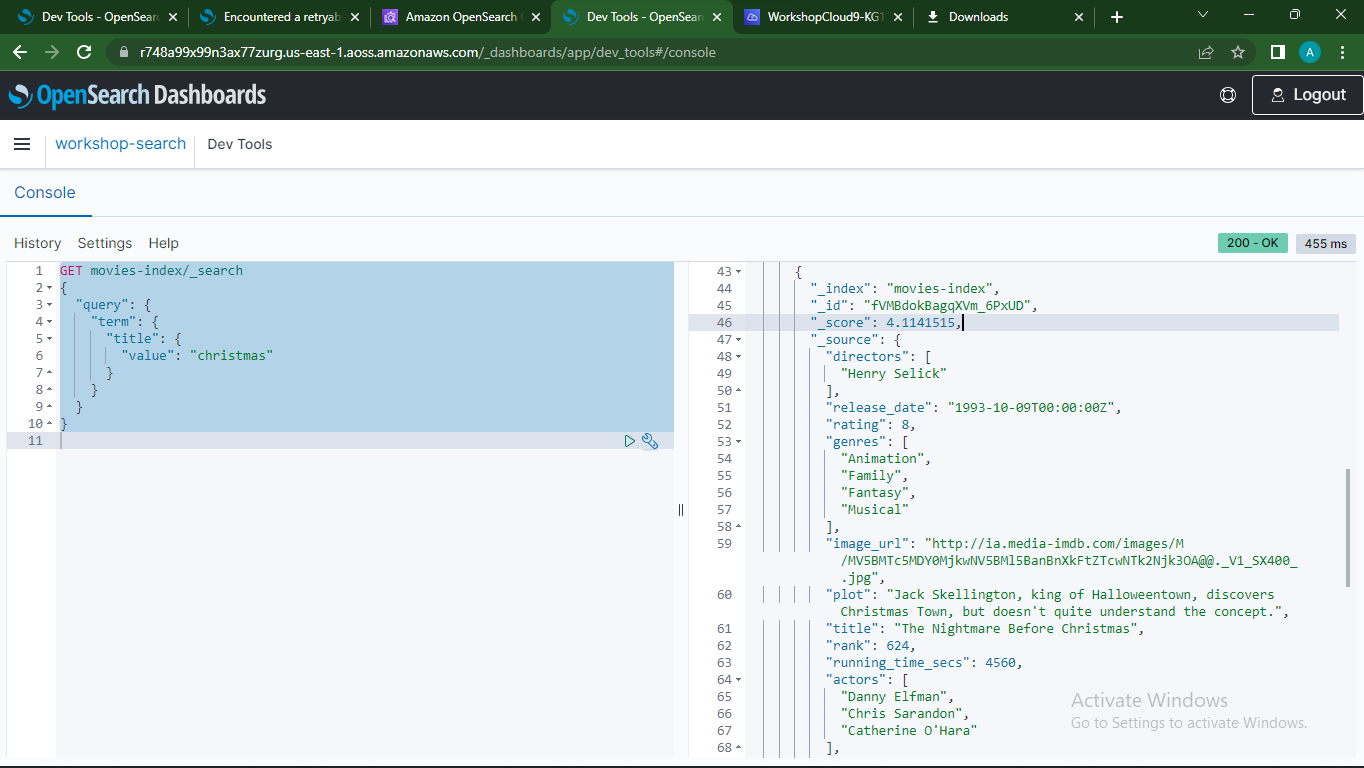 Dev Tools - OpenSear
Encountered a retryab
Amazon OpenSearch
Dev Tools - OpenSear
WorkshopCloud9-KG
Downloads
r748a99x99n3ax77zurg.us-east-1.aoss.amazonaws.com/_dashboards/app/dev_tools#/console
A
OpenSearch Dashboards
Logout
workshop-search
Dev Tools
Console
History Settings Help
200 - OK
455 ms
1 GET movies-index/_search
2 {
3 "query": {
4 "term": {
5 "title": {
6 "value": "christmas"
7 }
8 }
9 }
10 }
11
43 {
44 "_index": "movies-index",
45 "_id": "fVMBdokBagqXVm_6PxUD",
46 "_score": 4.1141515,
47 "_source": {
48 "directors": [
49 "Henry Selick"
50 ],
51 "release_date": "1993-10-09T00:00:00Z",
52 "rating": 8,
53 "genres": [
54 "Animation",
55 "Family",
56 "Fantasy",
57 "Musical"
58 ],
59 "image_url": "http://ia.media-imdb.com/images/M
/MV5BMTc5MDY0MjkwNV5BMl5BanBnXkFtZTcwNTk2Njk3OA@@._V1_SX400_
.jpg",
60 "plot": "Jack Skellington, king of Halloweentown, discovers
Christmas Town, but doesn't quite understand the concept.",
61 "title": "The Nightmare Before Christmas",
62 "rank": 624,
63 "running_time_secs": 4560,
64 "actors": [
65 "Danny Elfman",
66 "Chris Sarandon",
67 "Catherine O'Hara"
68 ],
Activate Windows
Go to Settings to activate Windows.